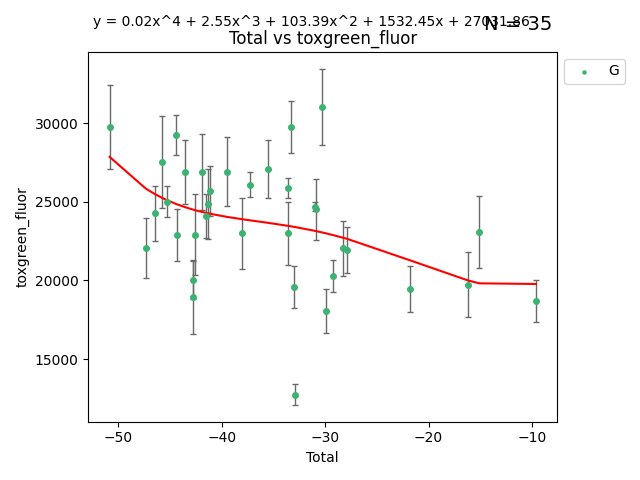 y = 0.02x^4 + 2.55x^3 + 103.39x^2 + 1532.45x + 27031.86
N = 35
Total vs toxgreen_fluor
G
30000
25000
20000
15000
toxgreen_fluor
−50 −40 −30 −20 −10
Total